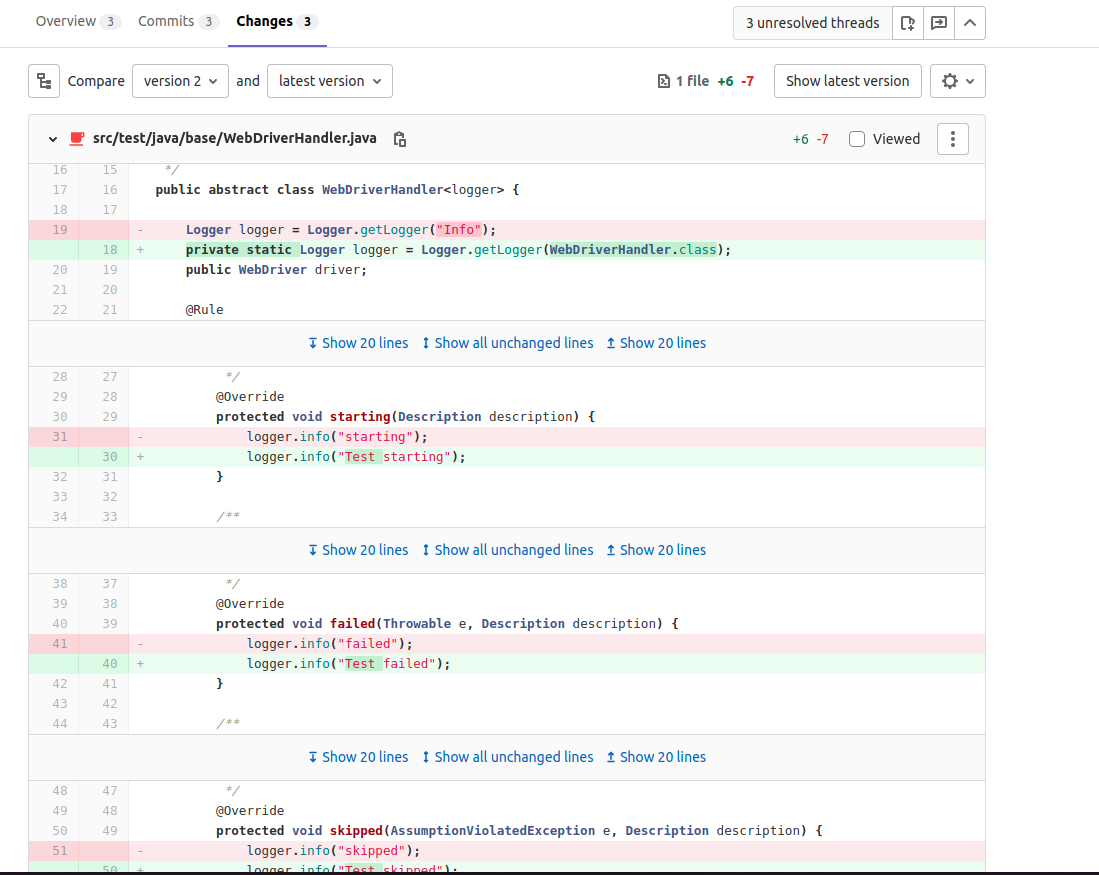 Overview 3 Commits 3 Changes 3 3 unresolved threads
Compare version 2 and latest version 1 file +6 -7 Show latest version
src/test/java/base/WebDriverHandler.java +6 -7 Viewed
16 15 */
17 16 public abstract class WebDriverHandler<logger> {
18 17
19 - Logger logger = Logger.getLogger("Info");
18 + private static Logger logger = Logger.getLogger(WebDriverHandler.class);
20 19 public WebDriver driver;
21 20
22 21 @Rule
Show 20 lines Show all unchanged lines Show 20 lines
28 27 */
29 28 @Override
30 29 protected void starting(Description description) {
31 - logger.info("starting");
30 + logger.info("Test starting");
32 31 }
33 32
34 33 /**
Show 20 lines Show all unchanged lines Show 20 lines
38 37 */
39 38 @Override
40 39 protected void failed(Throwable e, Description description) {
41 - logger.info("failed");
40 + logger.info("Test failed");
42 41 }
43 42
44 43 /**
Show 20 lines Show all unchanged lines Show 20 lines
48 47 */
49 48 @Override
50 49 protected void skipped(AssumptionViolatedException e, Description description) {
51 - logger.info("skipped");
50 + logger.info("Test skipped");